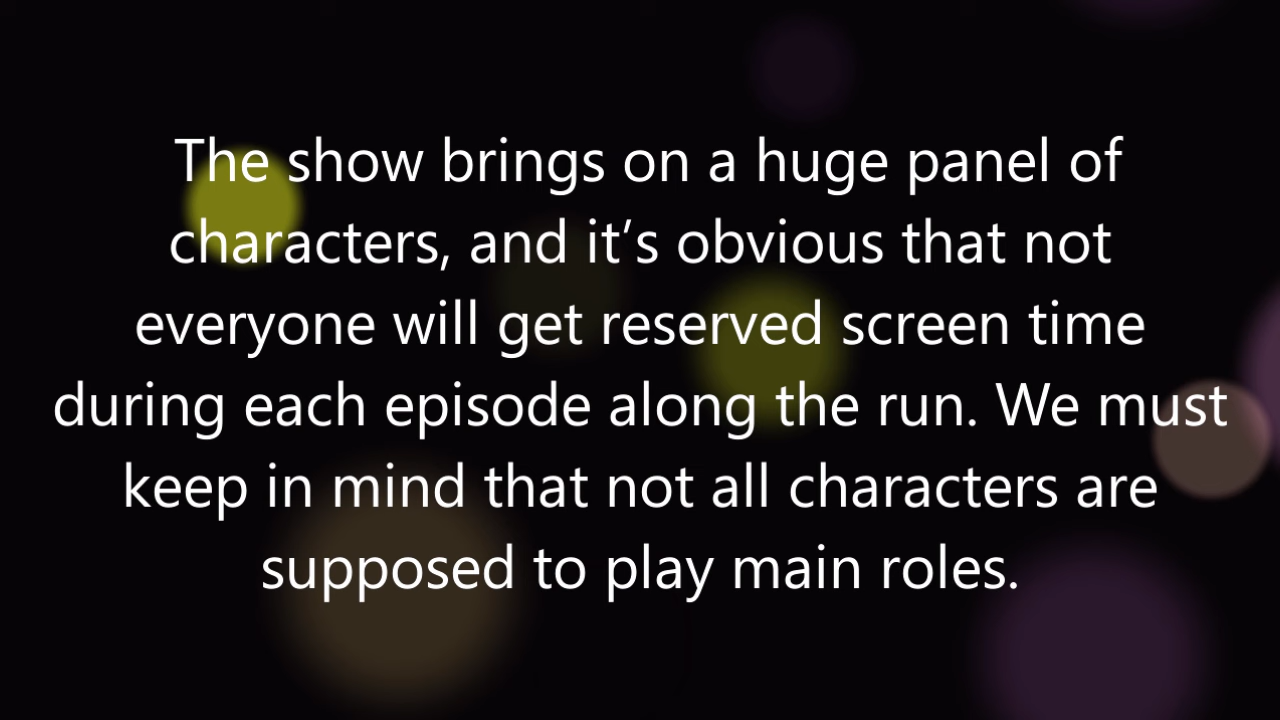 The show brings on a huge panel of
characters, and it’s obvious that not
everyone will get reserved screen time
during each episode along the run. We must
keep in mind that not all characters are
supposed to play main roles.